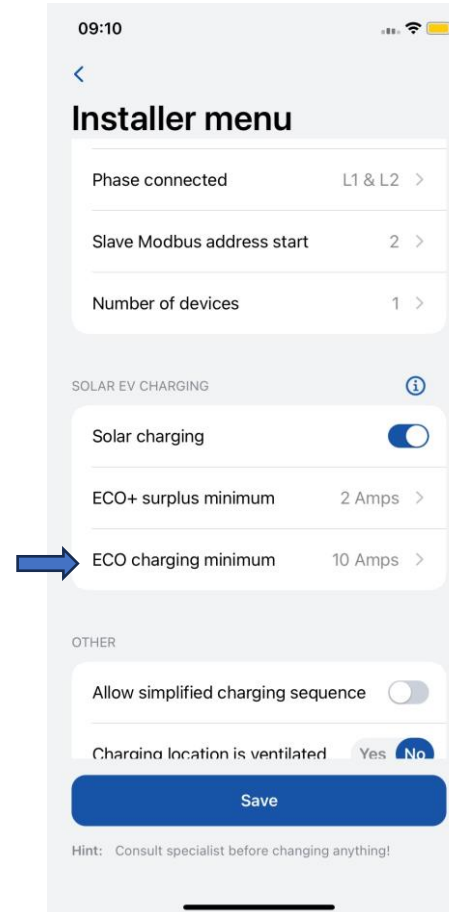 09:10
Installer menu
Phase connected L1 & L2
Slave Modbus address start 2
Number of devices 1
SOLAR EV CHARGING
Solar charging
ECO+ surplus minimum 2 Amps
ECO charging minimum 10 Amps
OTHER
Allow simplified charging sequence
Charging location is ventilated Yes No
Save
Hint: Consult specialist before changing anything!